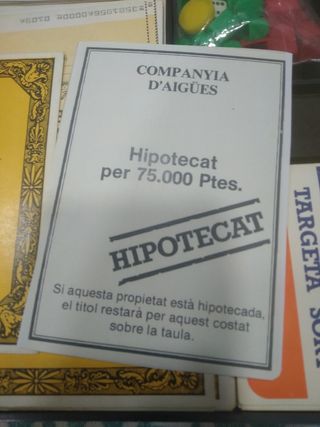 COMPANYIA
D'AIGÜES
Hipotecat
per 75.000 Ptes.
HIPOTECAT
Si aquesta propietat està hipotecada,
el títol restarà per aquest costat
sobre la taula.
TARGETA SORT